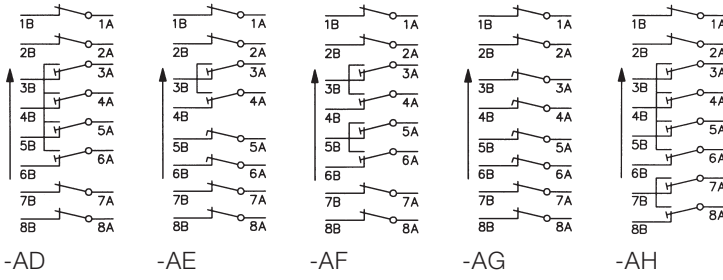 1B 1A 1B 1A 1B 1A 1B 1A 1B 1A
2B 2A 2B 2A 2B 2A 2B 2A 2B 2A
3A 3A 3A 3A
3B 3B 3B 3B 3A 3B
4A 4A 4A 4A 4A
4B 4B 4B 4B 4B
5A 5A 5A 5A 5A
5B 5B 5B 5B 5B
6A 6A 6A 6A 6A
6B 6B 6B 6B 6B
7B 7A 7B 7A 7B 7A 7B 7A 7B 7A
8B 8A 8B 8A 8B 8A 8B 8A 8B 8A
-AD -AE -AF -AG -AH